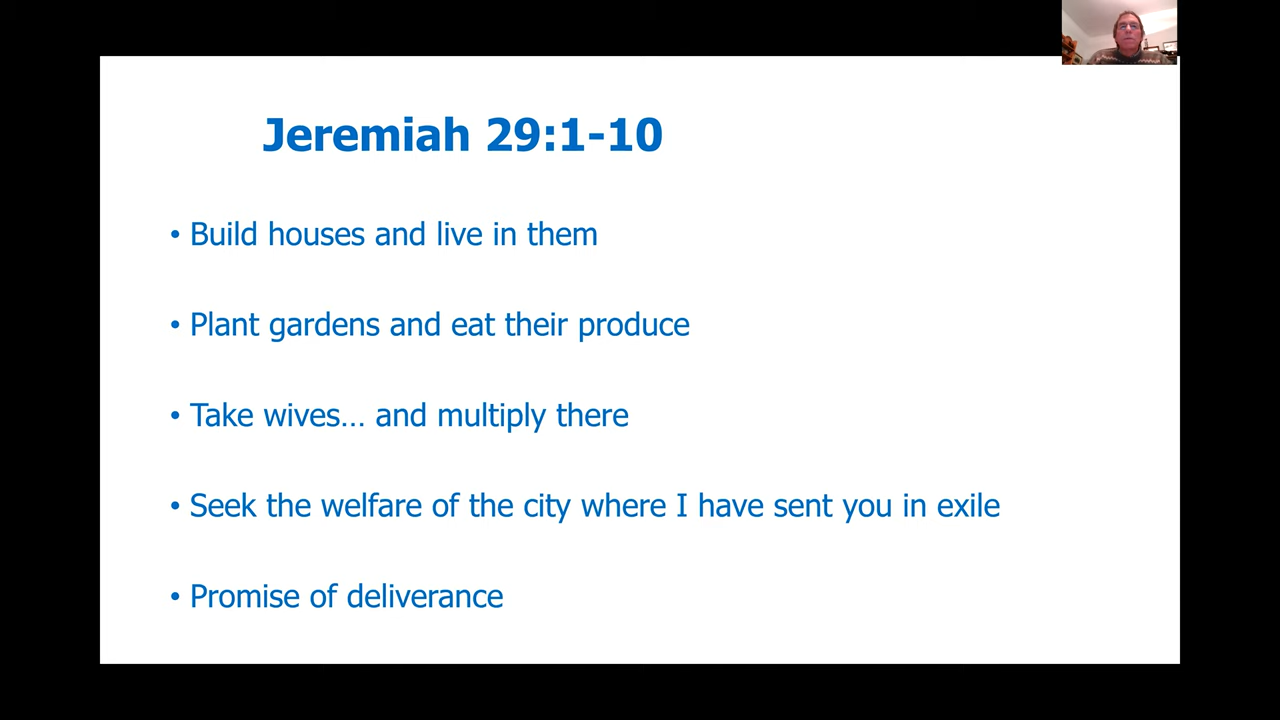 Jeremiah 29:1-10
• Build houses and live in them
• Plant gardens and eat their produce
• Take wives… and multiply there
• Seek the welfare of the city where I have sent you in exile
• Promise of deliverance